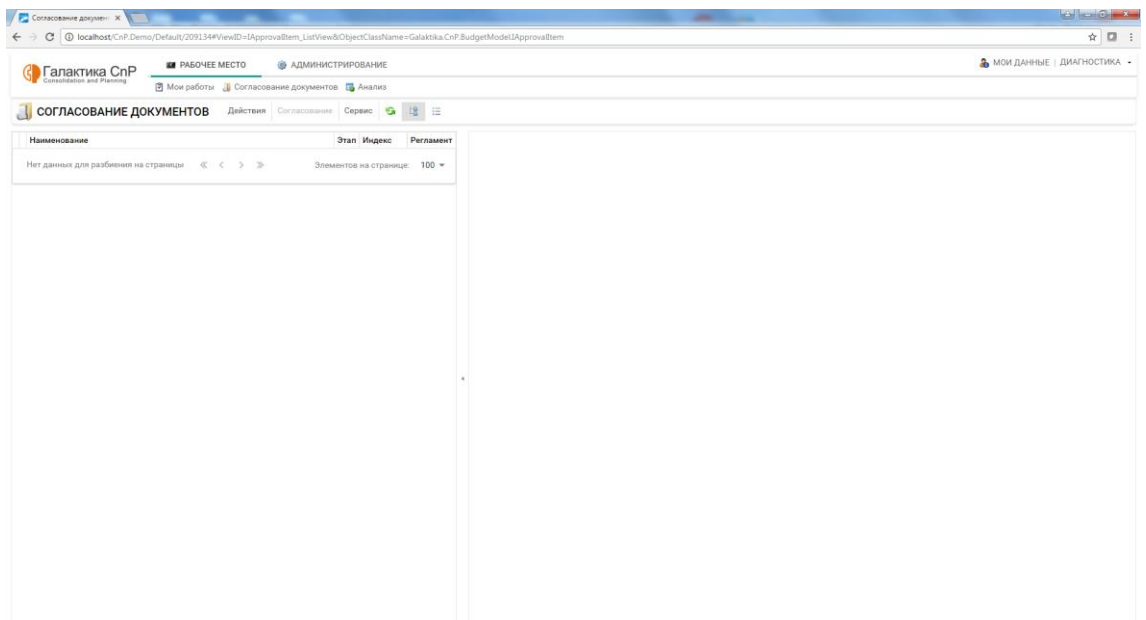 Согласование докумен
localhost/CnP.Demo/Default/209134#ViewID=IApprovalItem_ListView&ObjectClassName=Galaktika.CnP.BudgetModel.IApprovalItem
Галактика CnP
Consolidation and Planning
РАБОЧЕЕ МЕСТО АДМИНИСТРИРОВАНИЕ
МОИ ДАННЫЕ | ДИАГНОСТИКА
Мои работы Согласование документов Анализ
СОГЛАСОВАНИЕ ДОКУМЕНТОВ Действия Согласование Сервис
Наименование Этап Индекс Регламент
Нет данных для разбиения на страницы Элементов на странице: 100